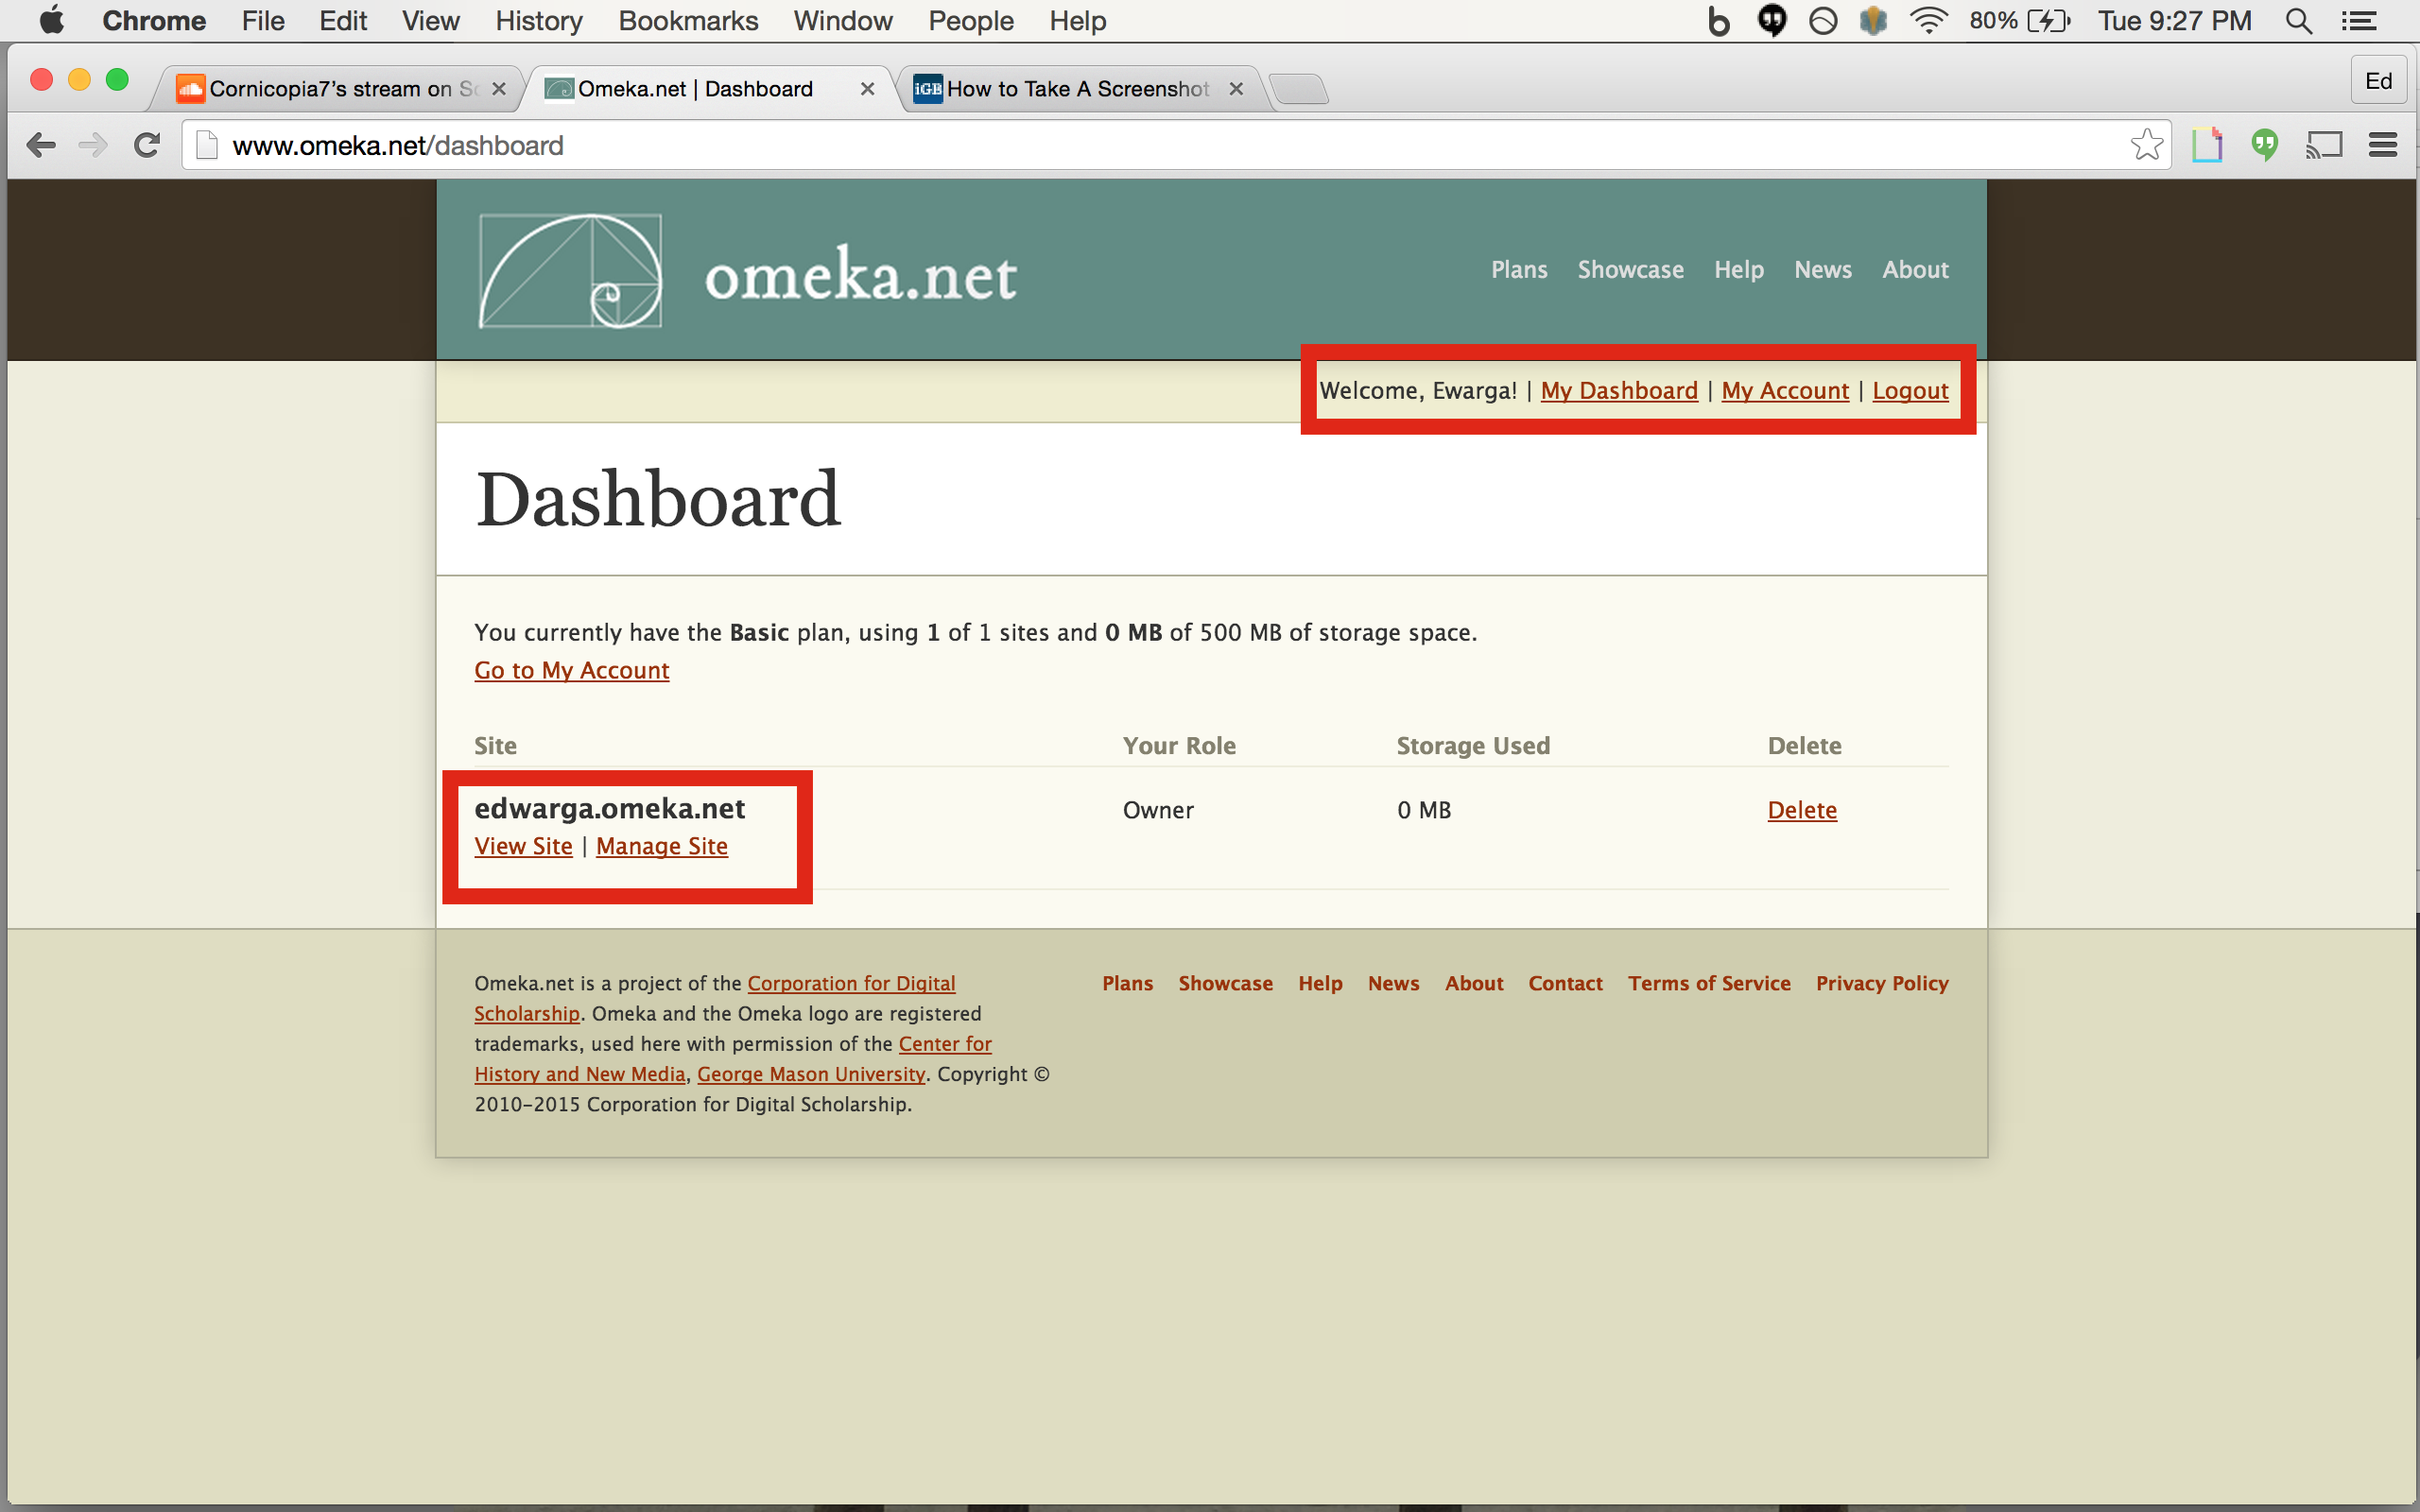 Chrome File Edit View History Bookmarks Window People Help 80% Tue 9:27 PM
Cornicopia7's stream on Omeka.net | Dashboard iGB How to Take A Screenshot Ed
www.omeka.net/dashboard
omeka.net
Plans Showcase Help News About
Welcome, Ewarga! | My Dashboard | My Account | Logout
Dashboard
You currently have the Basic plan, using 1 of 1 sites and 0 MB of 500 MB of storage space.
Go to My Account
Site Your Role Storage Used Delete
edwarga.omeka.net Owner 0 MB Delete
View Site | Manage Site
Omeka.net is a project of the Corporation for Digital
Scholarship. Omeka and the Omeka logo are registered
trademarks, used here with permission of the Center for
History and New Media, George Mason University. Copyright ©
2010-2015 Corporation for Digital Scholarship.
Plans Showcase Help News About Contact Terms of Service Privacy Policy